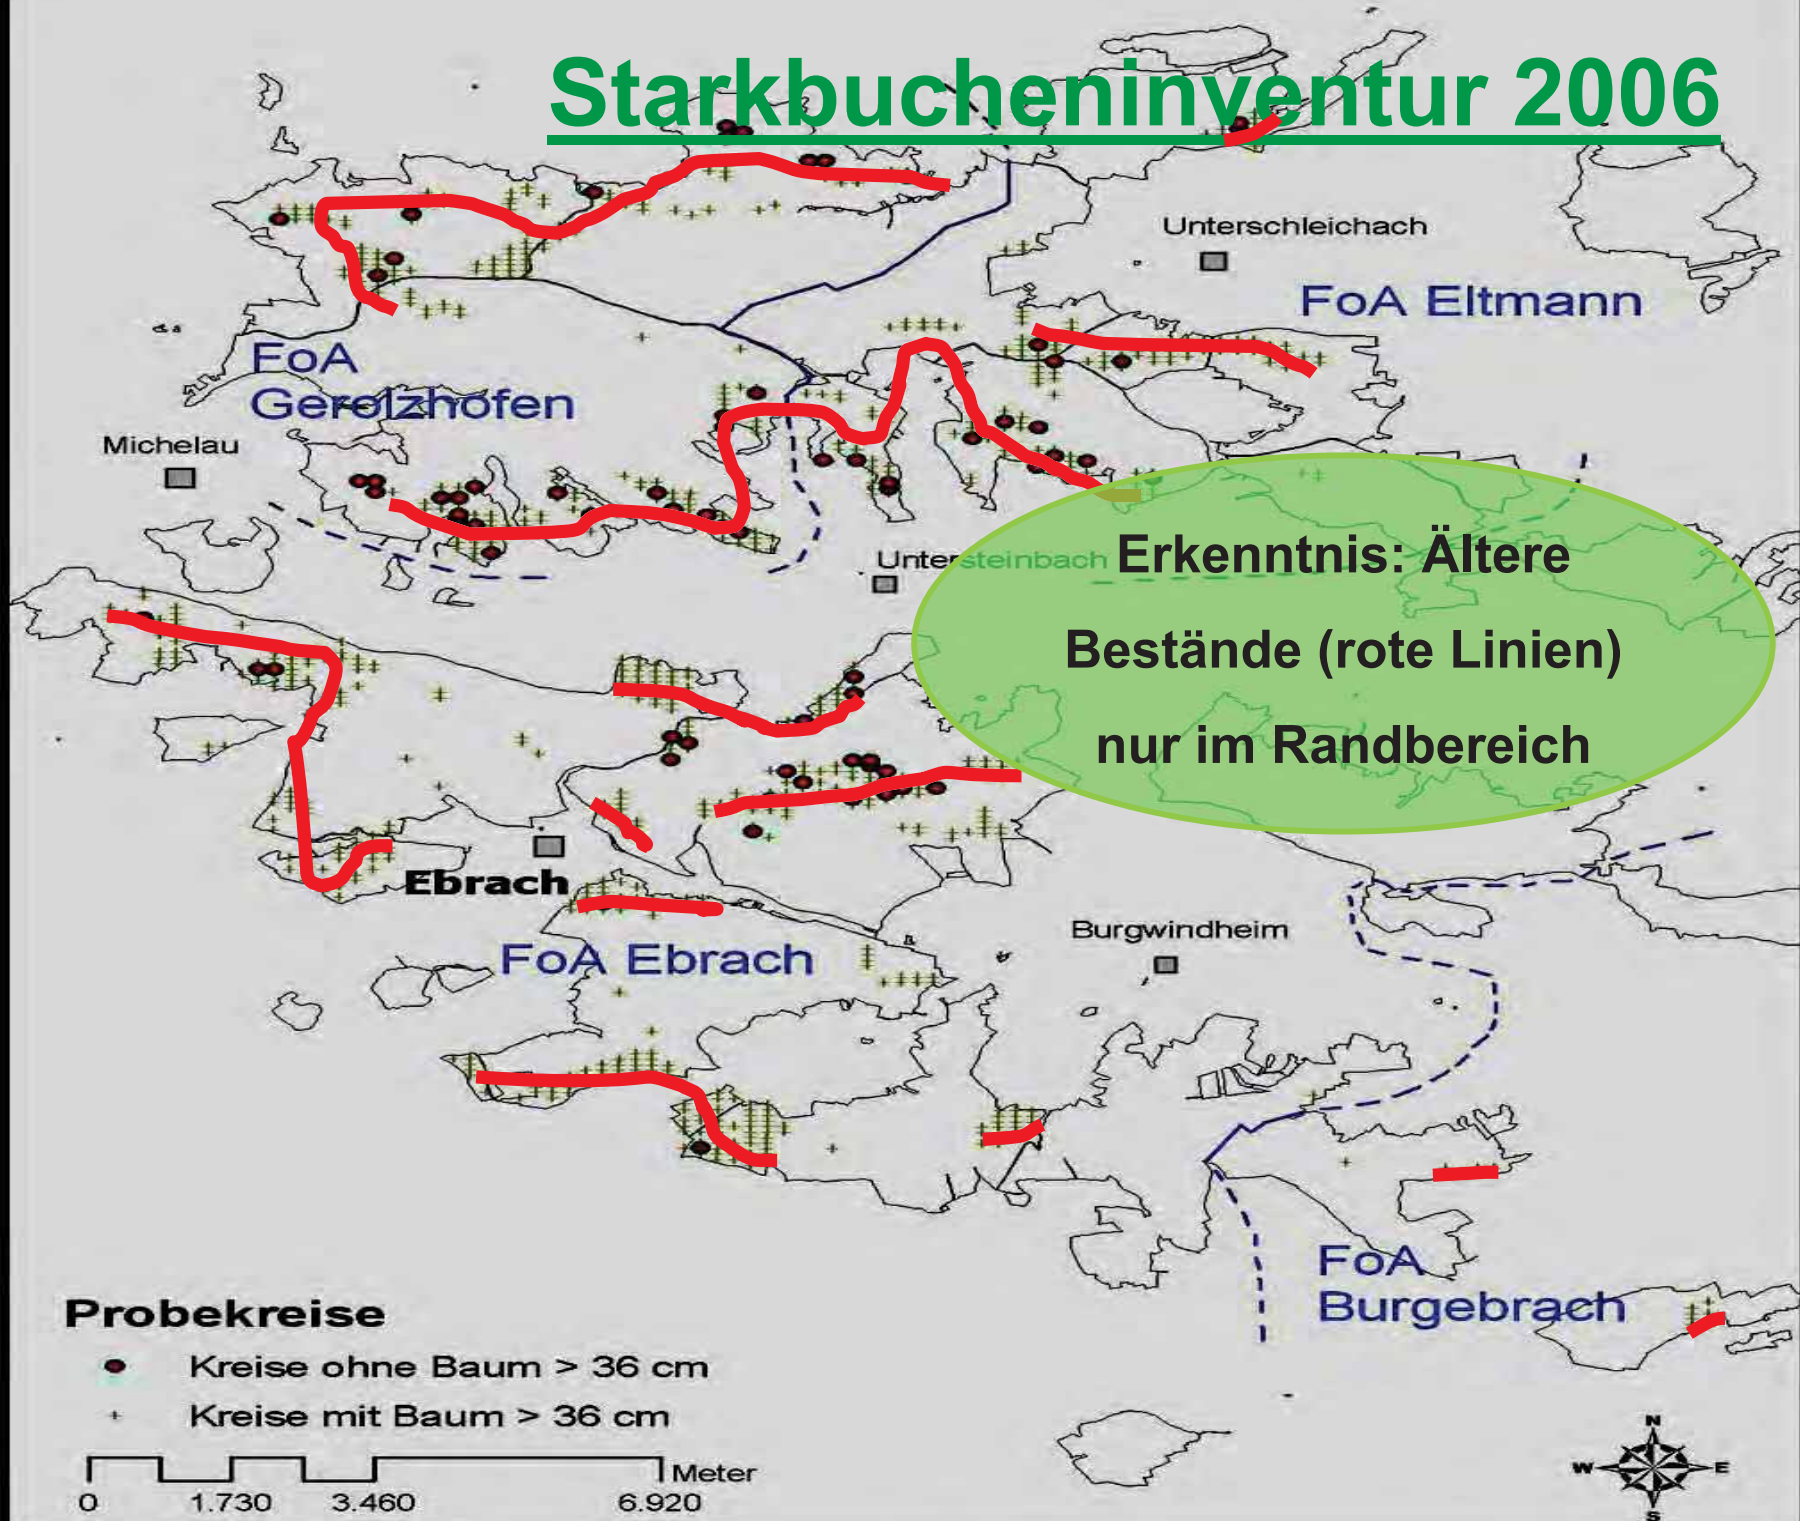 Starkbucheninventur 2006
Unterschleichach
FoA Eltmann
FoA
Gerolzhofen
Michelau
Untersteinbach
Erkenntnis: Ältere
Bestände (rote Linien)
nur im Randbereich
Ebrach
FoA Ebrach
Burgwindheim
FoA
Burgebrach
Probekreise
Kreise ohne Baum > 36 cm
Kreise mit Baum > 36 cm
Meter
0 1.730 3.460 6.920
N
W E
S